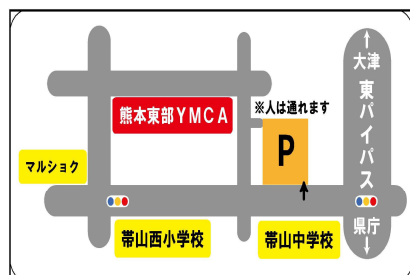 ↑
大津
東バイパス
県庁
↓
熊本東部YMCA
※人は通れます
P
マルショク
帯山西小学校
帯山中学校